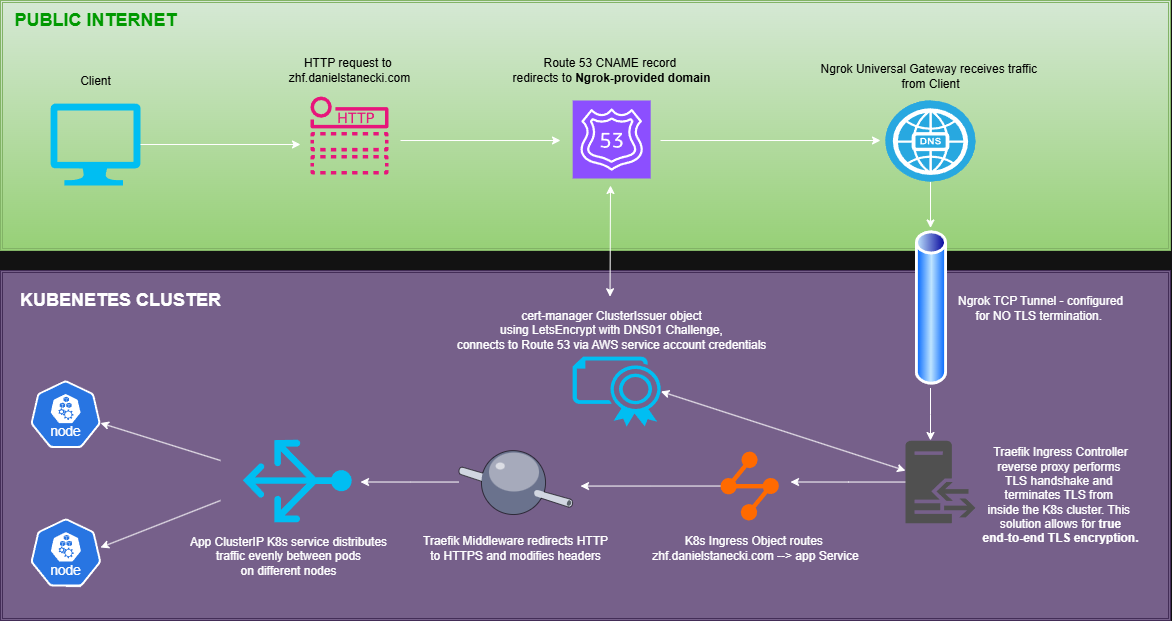 PUBLIC INTERNET
Client
HTTP request to
zhf.danielstanecki.com
HTTP
Route 53 CNAME record
redirects to Ngrok-provided domain
53
Ngrok Universal Gateway receives traffic
from Client
DNS
KUBENETES CLUSTER
Ngrok TCP Tunnel - configured
for NO TLS termination.
cert-manager ClusterIssuer object
using LetsEncrypt with DNS01 Challenge,
connects to Route 53 via AWS service account credentials
Traefik Ingress Controller
reverse proxy performs
TLS handshake and
terminates TLS from
inside the K8s cluster. This
solution allows for true
end-to-end TLS encryption.
K8s Ingress Object routes
zhf.danielstanecki.com --> app Service
Traefik Middleware redirects HTTP
to HTTPS and modifies headers
App ClusterIP K8s service distributes
traffic evenly between pods
on different nodes
node
node